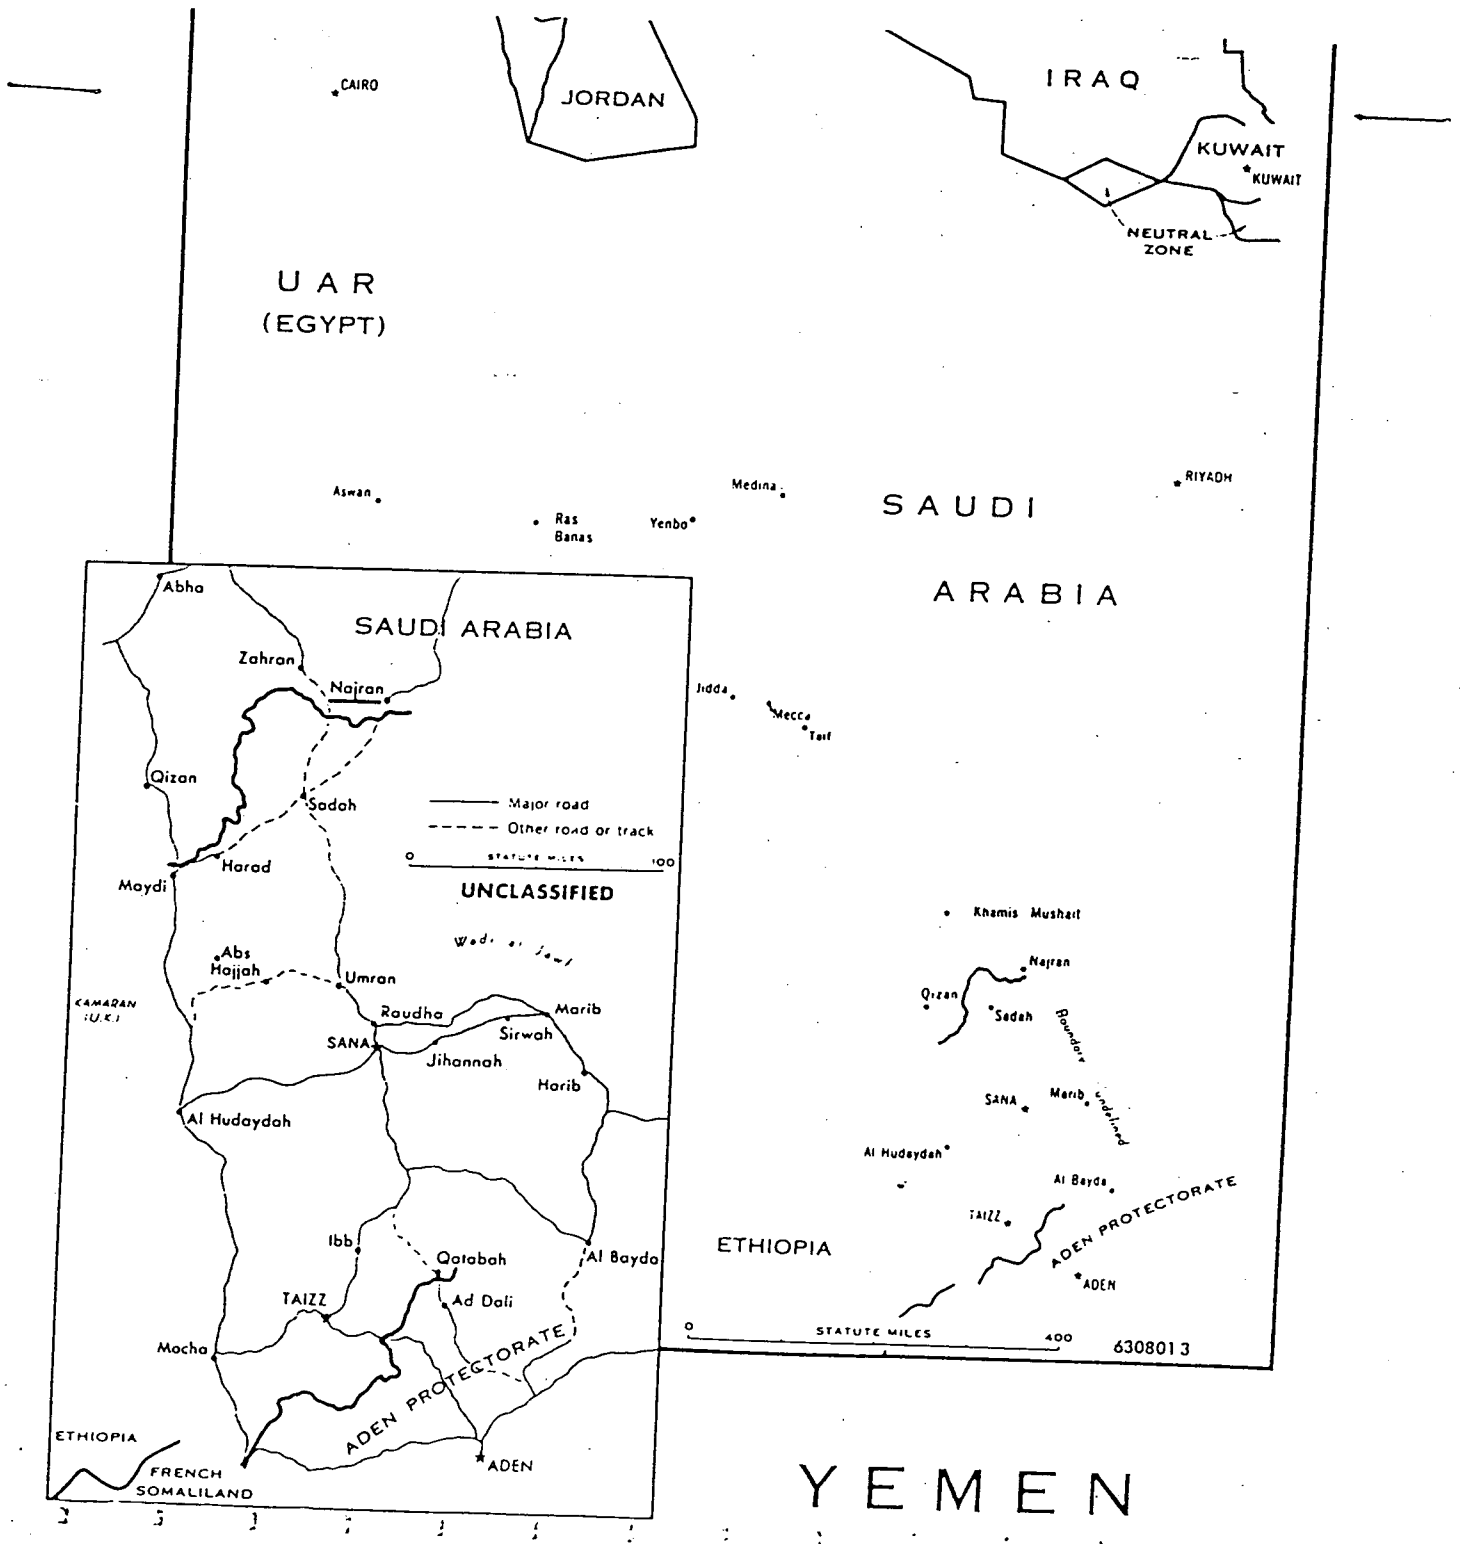 CAIRO
JORDAN
IRAQ
KUWAIT
KUWAIT
NEUTRAL
ZONE
UAR
(EGYPT)
Aswan
Ras
Banas
Yenbo
Medina
RIYADH
SAUDI
ARABIA
Jidda
Mecca
Taif
Abha
SAUDI ARABIA
Zahran
Najran
Qizan
Sadah
Major road
Other road or track
0 STATUTE MILES 100
UNCLASSIFIED
Harad
Maydi
Abs
Hajjah
Umran
KAMARAN
(U.K.)
Raudha
Marib
SANA
Sirwah
Jihannah
Harib
Al Hudaydah
Ibb
Qatabah
Al Bayda
TAIZZ
Ad Dali
Mocha
ADEN PROTECTORATE
ADEN
ETHIOPIA
FRENCH
SOMALILAND
Khamis Mushait
Najran
Qizan
Sadah
Boundary
undefined
SANA
Marib
Al Hudaydah
Al Bayda
TAIZZ
ADEN PROTECTORATE
ETHIOPIA
ADEN
0 STATUTE MILES 400
6308013
YEMEN